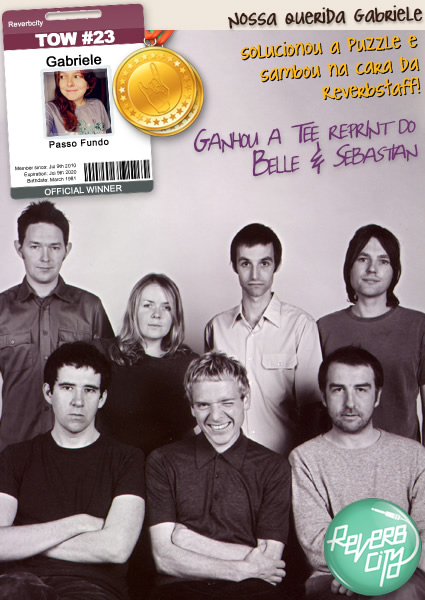 Reverbcity
TOW #23
Gabriele
Passo Fundo
Member since: Jul 9th 2010
Expiration: Jul 9th 2020
Birthdate: March 1981
OFFICIAL WINNER
Nossa querida Gabriele
solucionou a puzzle e
sambou na cara da
Reverbstaff!
Ganhou a Tee reprint do
Belle & Sebastian
Reverb
City